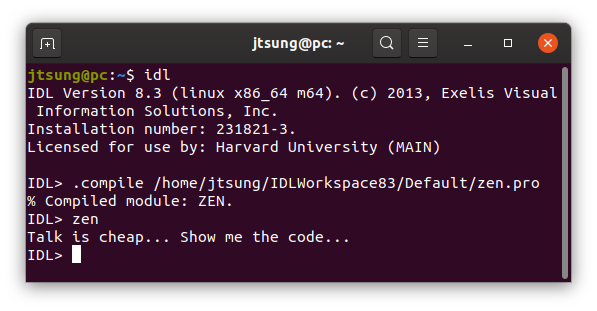 jtsung@pc: ~
jtsung@pc:~$ idl
IDL Version 8.3 (linux x86_64 m64). (c) 2013, Exelis Visual
 Information Solutions, Inc.
Installation number: 231821-3.
Licensed for use by: Harvard University (MAIN)
IDL> .compile /home/jtsung/IDLWorkspace83/Default/zen.pro
% Compiled module: ZEN.
IDL> zen
Talk is cheap... Show me the code...
IDL>